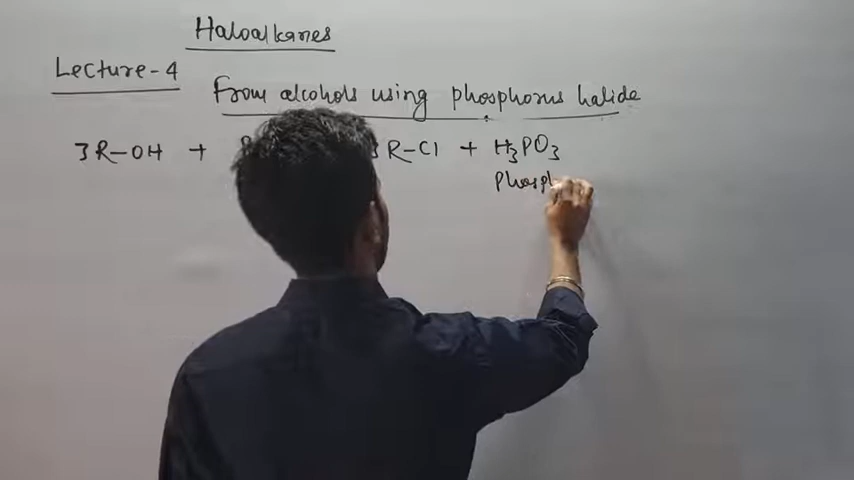 Haloalkanes
Lecture-4
From alcohols using phosphorus halide
3R-OH + R-Cl + H₃PO₃